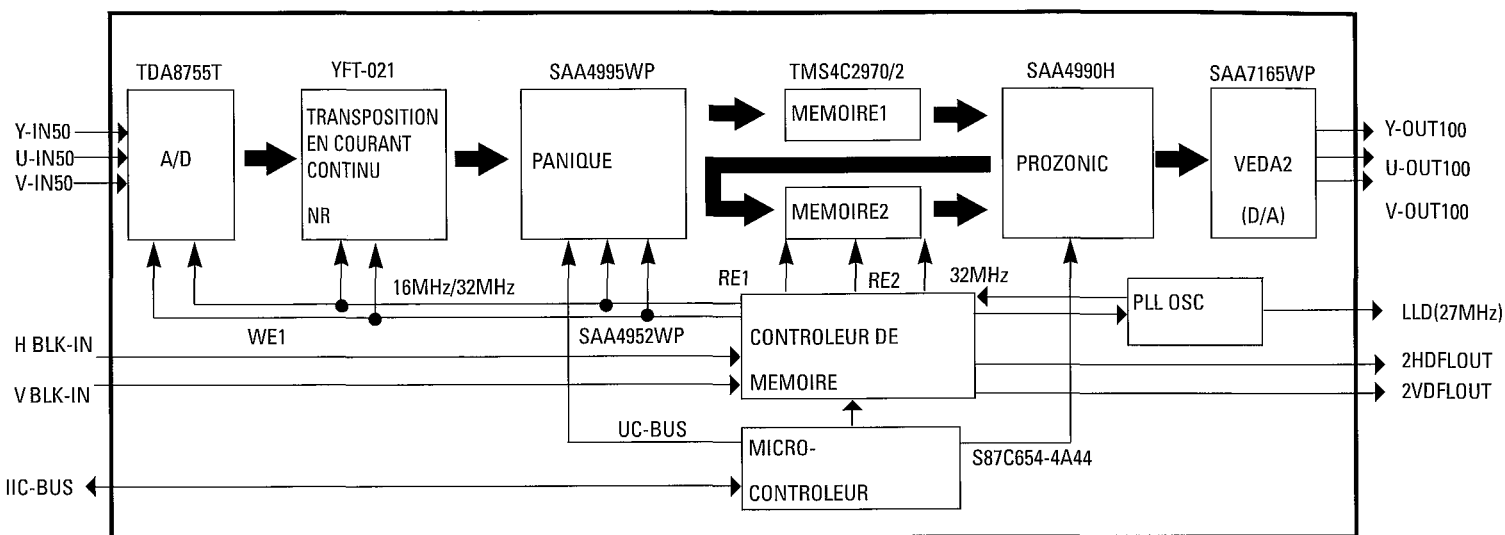 TDA8755T
YFT-021
SAA4995WP
TMS4C2970/2
SAA4990H
SAA7165WP
Y-IN50
U-IN50
V-IN50
A/D
TRANSPOSITION
EN COURANT
CONTINU
NR
PANIQUE
MEMOIRE1
MEMOIRE2
PROZONIC
VEDA2
(D/A)
Y-OUT100
U-OUT100
V-OUT100
16MHz/32MHz
RE1
RE2
32MHz
WE1
SAA4952WP
PLL OSC
LLD(27MHz)
H BLK-IN
V BLK-IN
CONTROLEUR DE
MEMOIRE
2HDFLOUT
2VDFLOUT
UC-BUS
MICRO-
CONTROLEUR
S87C654-4A44
IIC-BUS